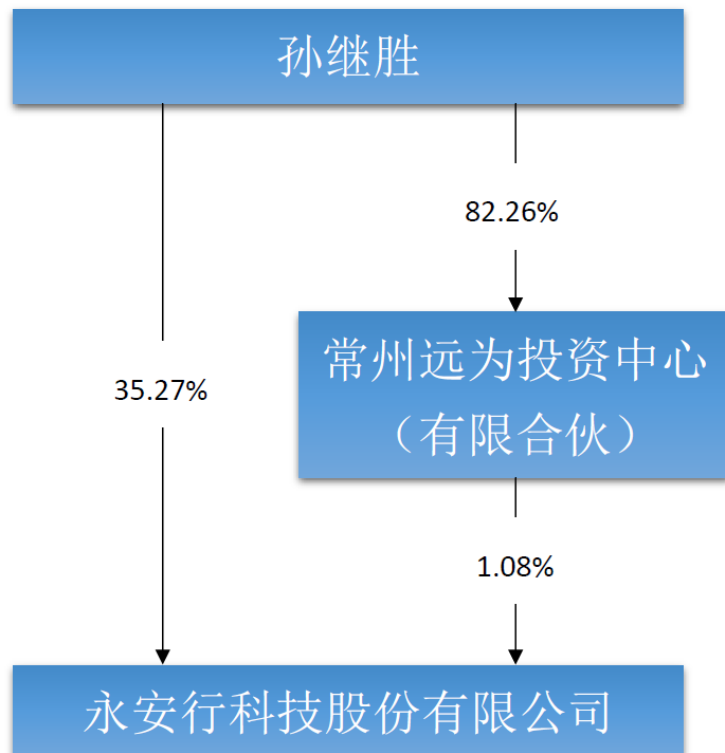 孙继胜
82.26%
常州远为投资中心
（有限合伙）
35.27%
1.08%
永安行科技股份有限公司